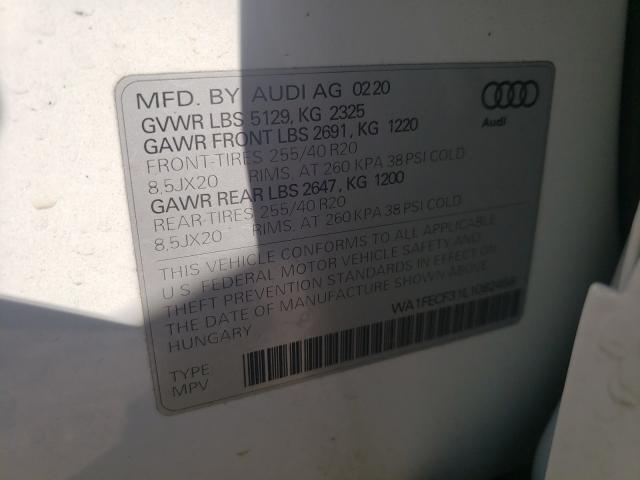 MFD. BY AUDI AG 0220
GVWR LBS 5129, KG 2325
GAWR FRONT LBS 2691, KG 1220
FRONT-TIRES 255/40 R20
8,5JX20 RIMS, AT 260 KPA 38 PSI COLD
GAWR REAR LBS 2647, KG 1200
REAR-TIRES 255/40 R20
8,5JX20 RIMS, AT 260 KPA 38 PSI COLD
THIS VEHICLE CONFORMS TO ALL APPLICABLE
U.S. FEDERAL MOTOR VEHICLE SAFETY AND
THEFT PREVENTION STANDARDS IN EFFECT ON
THE DATE OF MANUFACTURE SHOWN ABOVE
HUNGARY
TYPE
MPV
Audi